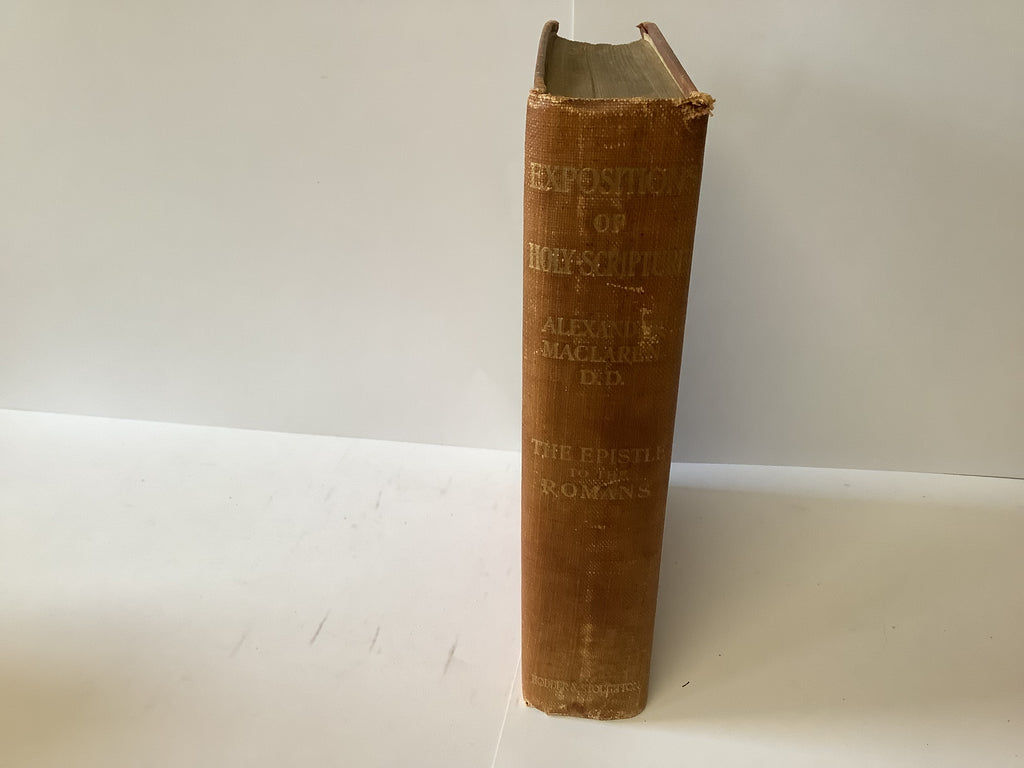 EXPOSITIONS
OF
HOLY·SCRIPTURE
ALEXANDER
MACLAREN
D.D.
THE EPISTLE
TO THE
ROMANS
HODDER & STOUGHTON